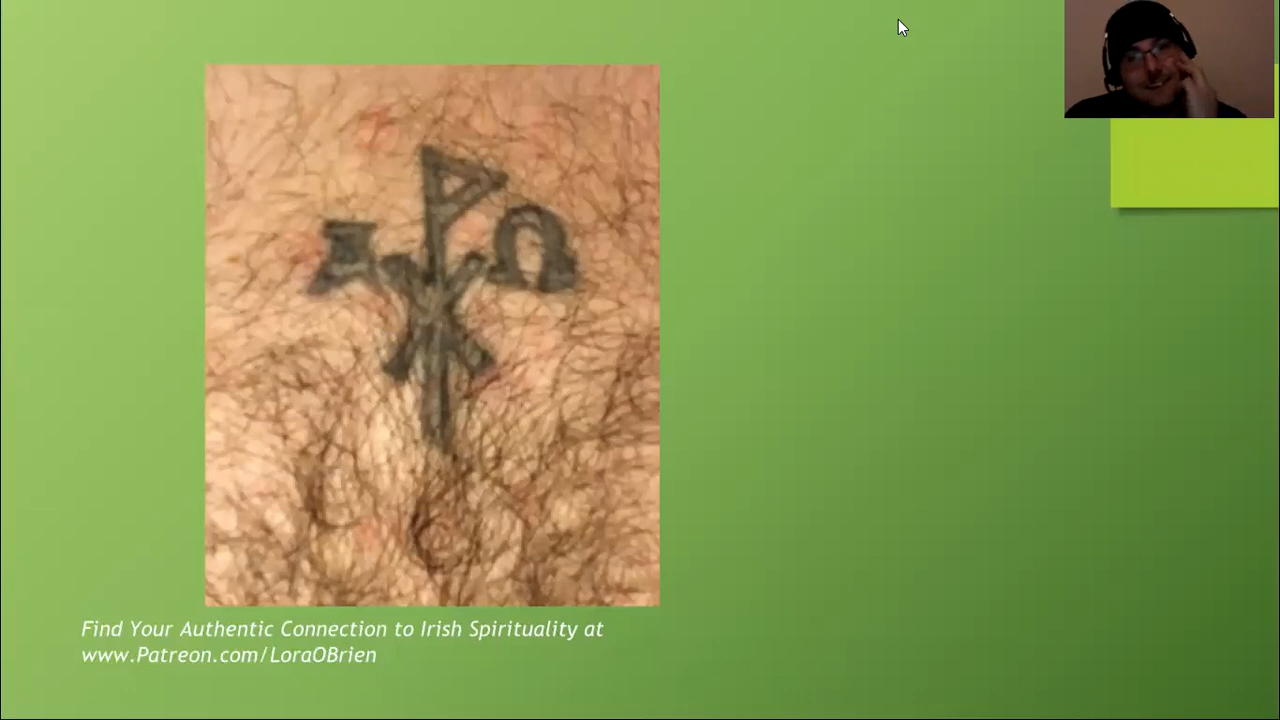 Α ☧ Ω
Find Your Authentic Connection to Irish Spirituality at
www.Patreon.com/LoraOBrien